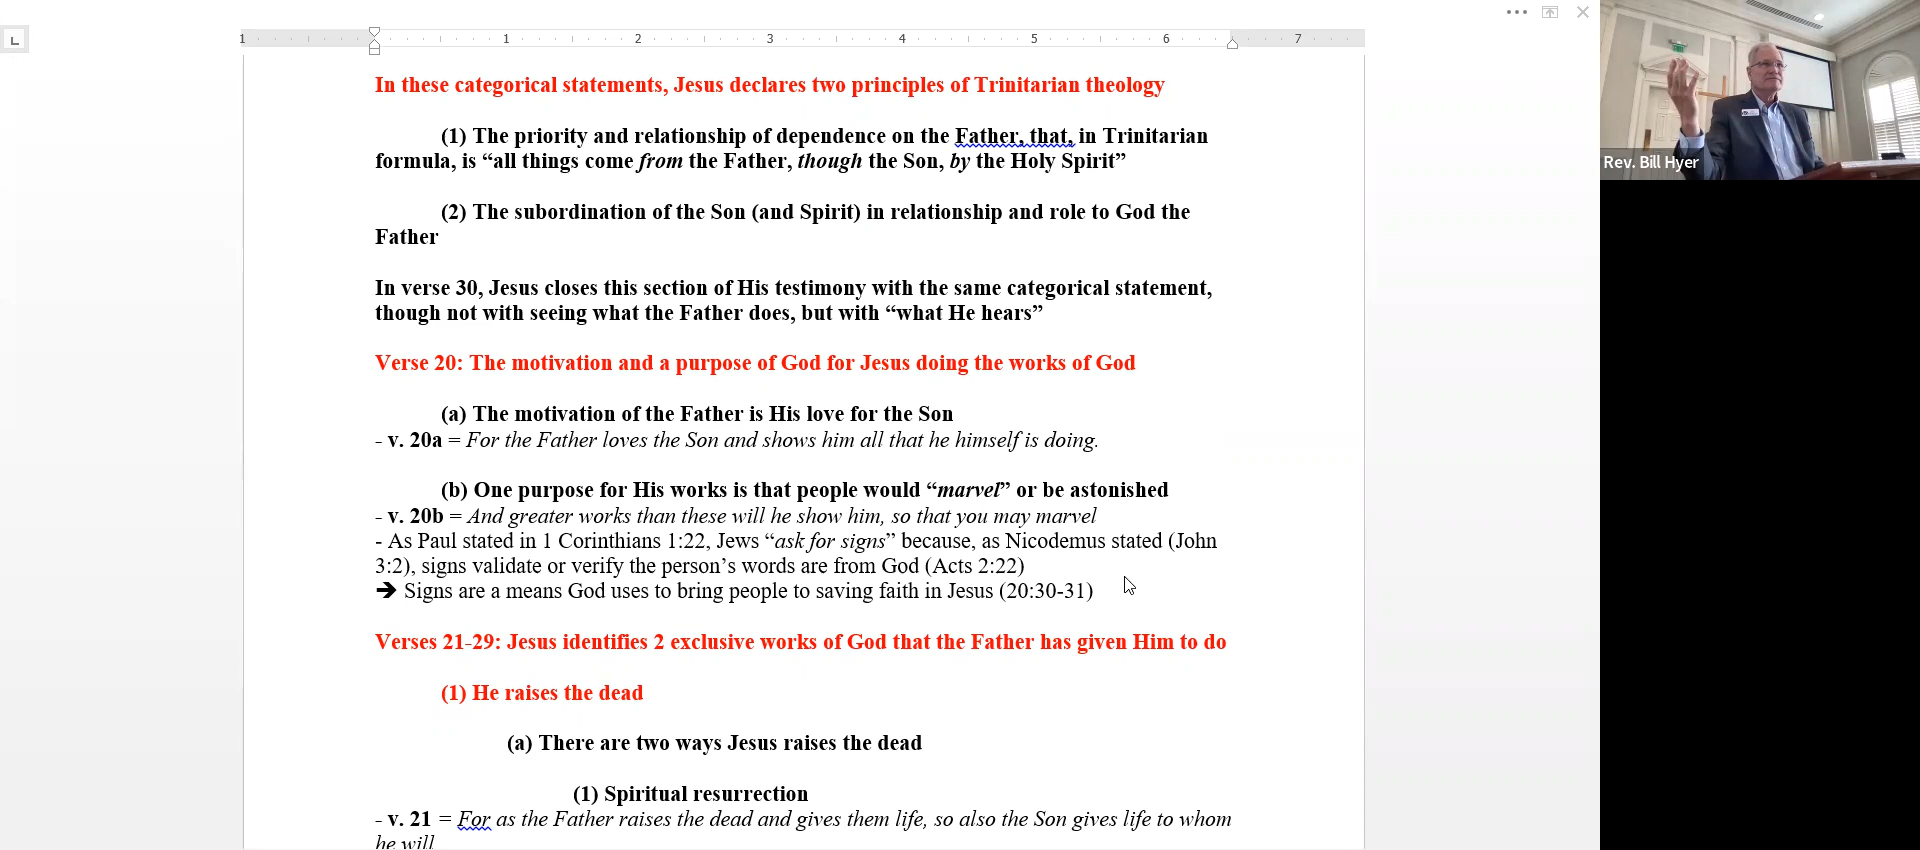 1 1 2 3 4 5 6 7
In these categorical statements, Jesus declares two principles of Trinitarian theology
(1) The priority and relationship of dependence on the Father, that, in Trinitarian
formula, is “all things come from the Father, though the Son, by the Holy Spirit”
(2) The subordination of the Son (and Spirit) in relationship and role to God the
Father
In verse 30, Jesus closes this section of His testimony with the same categorical statement,
though not with seeing what the Father does, but with “what He hears”
Verse 20: The motivation and a purpose of God for Jesus doing the works of God
(a) The motivation of the Father is His love for the Son
- v. 20a = For the Father loves the Son and shows him all that he himself is doing.
(b) One purpose for His works is that people would “marvel” or be astonished
- v. 20b = And greater works than these will he show him, so that you may marvel
- As Paul stated in 1 Corinthians 1:22, Jews “ask for signs” because, as Nicodemus stated (John
3:2), signs validate or verify the person’s words are from God (Acts 2:22)
➔ Signs are a means God uses to bring people to saving faith in Jesus (20:30-31)
Verses 21-29: Jesus identifies 2 exclusive works of God that the Father has given Him to do
(1) He raises the dead
(a) There are two ways Jesus raises the dead
(1) Spiritual resurrection
- v. 21 = For as the Father raises the dead and gives them life, so also the Son gives life to whom
he will
Rev. Bill Hyer